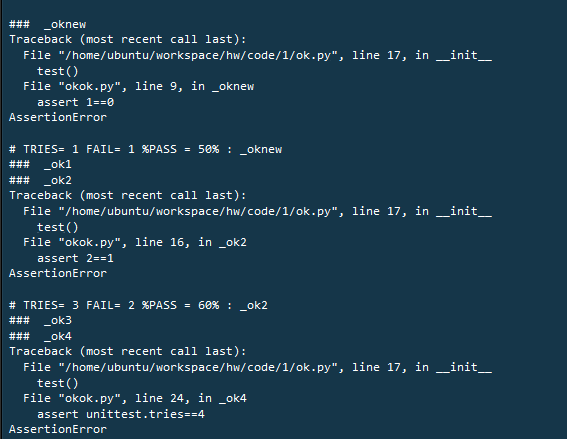 ###  _oknew
Traceback (most recent call last):
  File "/home/ubuntu/workspace/hw/code/1/ok.py", line 17, in __init__
    test()
  File "okok.py", line 9, in _oknew
    assert 1==0
AssertionError

# TRIES= 1 FAIL= 1 %PASS = 50% : _oknew
###  _ok1
###  _ok2
Traceback (most recent call last):
  File "/home/ubuntu/workspace/hw/code/1/ok.py", line 17, in __init__
    test()
  File "okok.py", line 16, in _ok2
    assert 2==1
AssertionError

# TRIES= 3 FAIL= 2 %PASS = 60% : _ok2
###  _ok3
###  _ok4
Traceback (most recent call last):
  File "/home/ubuntu/workspace/hw/code/1/ok.py", line 17, in __init__
    test()
  File "okok.py", line 24, in _ok4
    assert unittest.tries==4
AssertionError